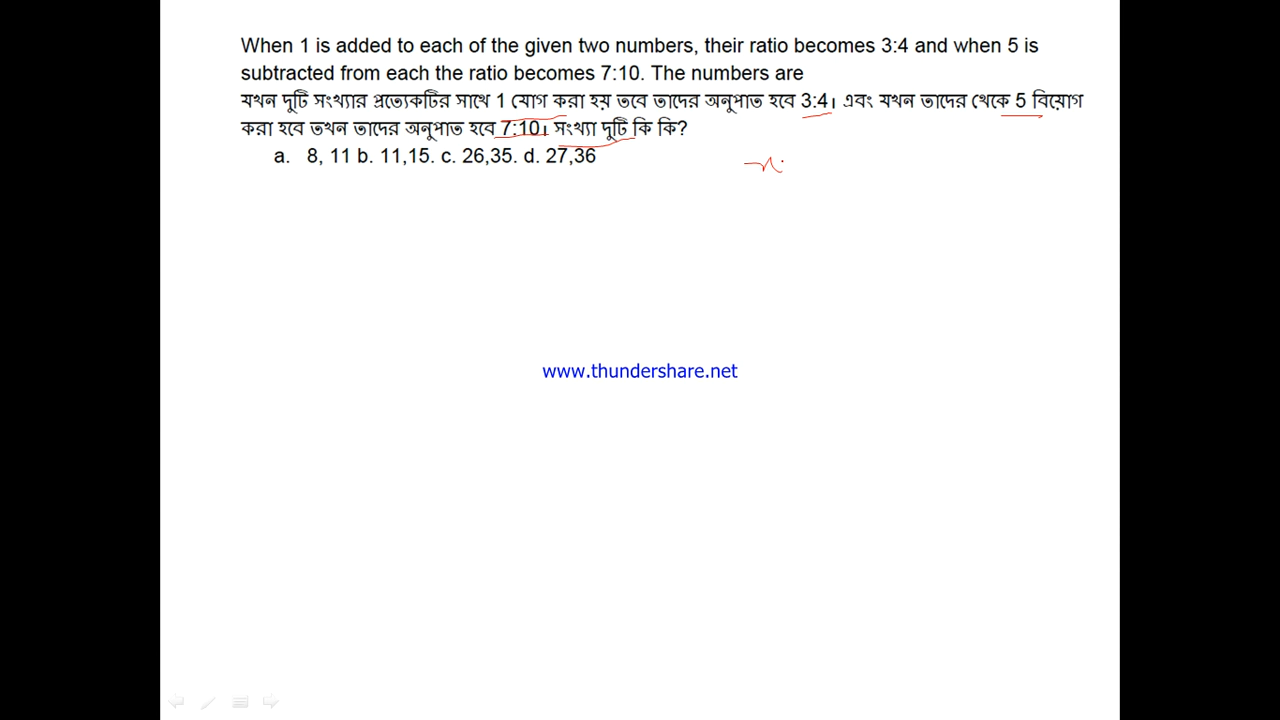 When 1 is added to each of the given two numbers, their ratio becomes 3:4 and when 5 is
subtracted from each the ratio becomes 7:10. The numbers are
যখন দুটি সংখ্যার প্রত্যেকটির সাথে 1 যোগ করা হয় তবে তাদের অনুপাত হবে 3:4। এবং যখন তাদের থেকে 5 বিয়োগ
করা হবে তখন তাদের অনুপাত হবে 7:10। সংখ্যা দুটি কি কি?
a. 8, 11 b. 11,15. c. 26,35. d. 27,36
www.thundershare.net